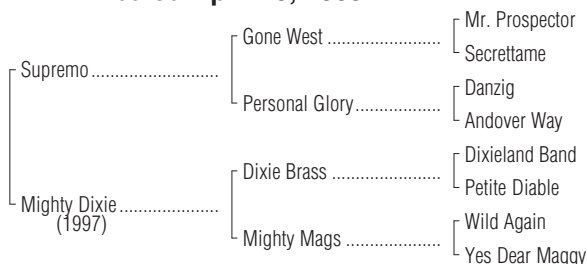 Mr. Prospector
Gone West ........................
Secrettame
Supremo ...........................
Danzig
Personal Glory ..................
Andover Way
Dixieland Band
Dixie Brass .......................
Petite Diable
Mighty Dixie .....................
(1997)
Wild Again
Mighty Mags .....................
Yes Dear Maggy